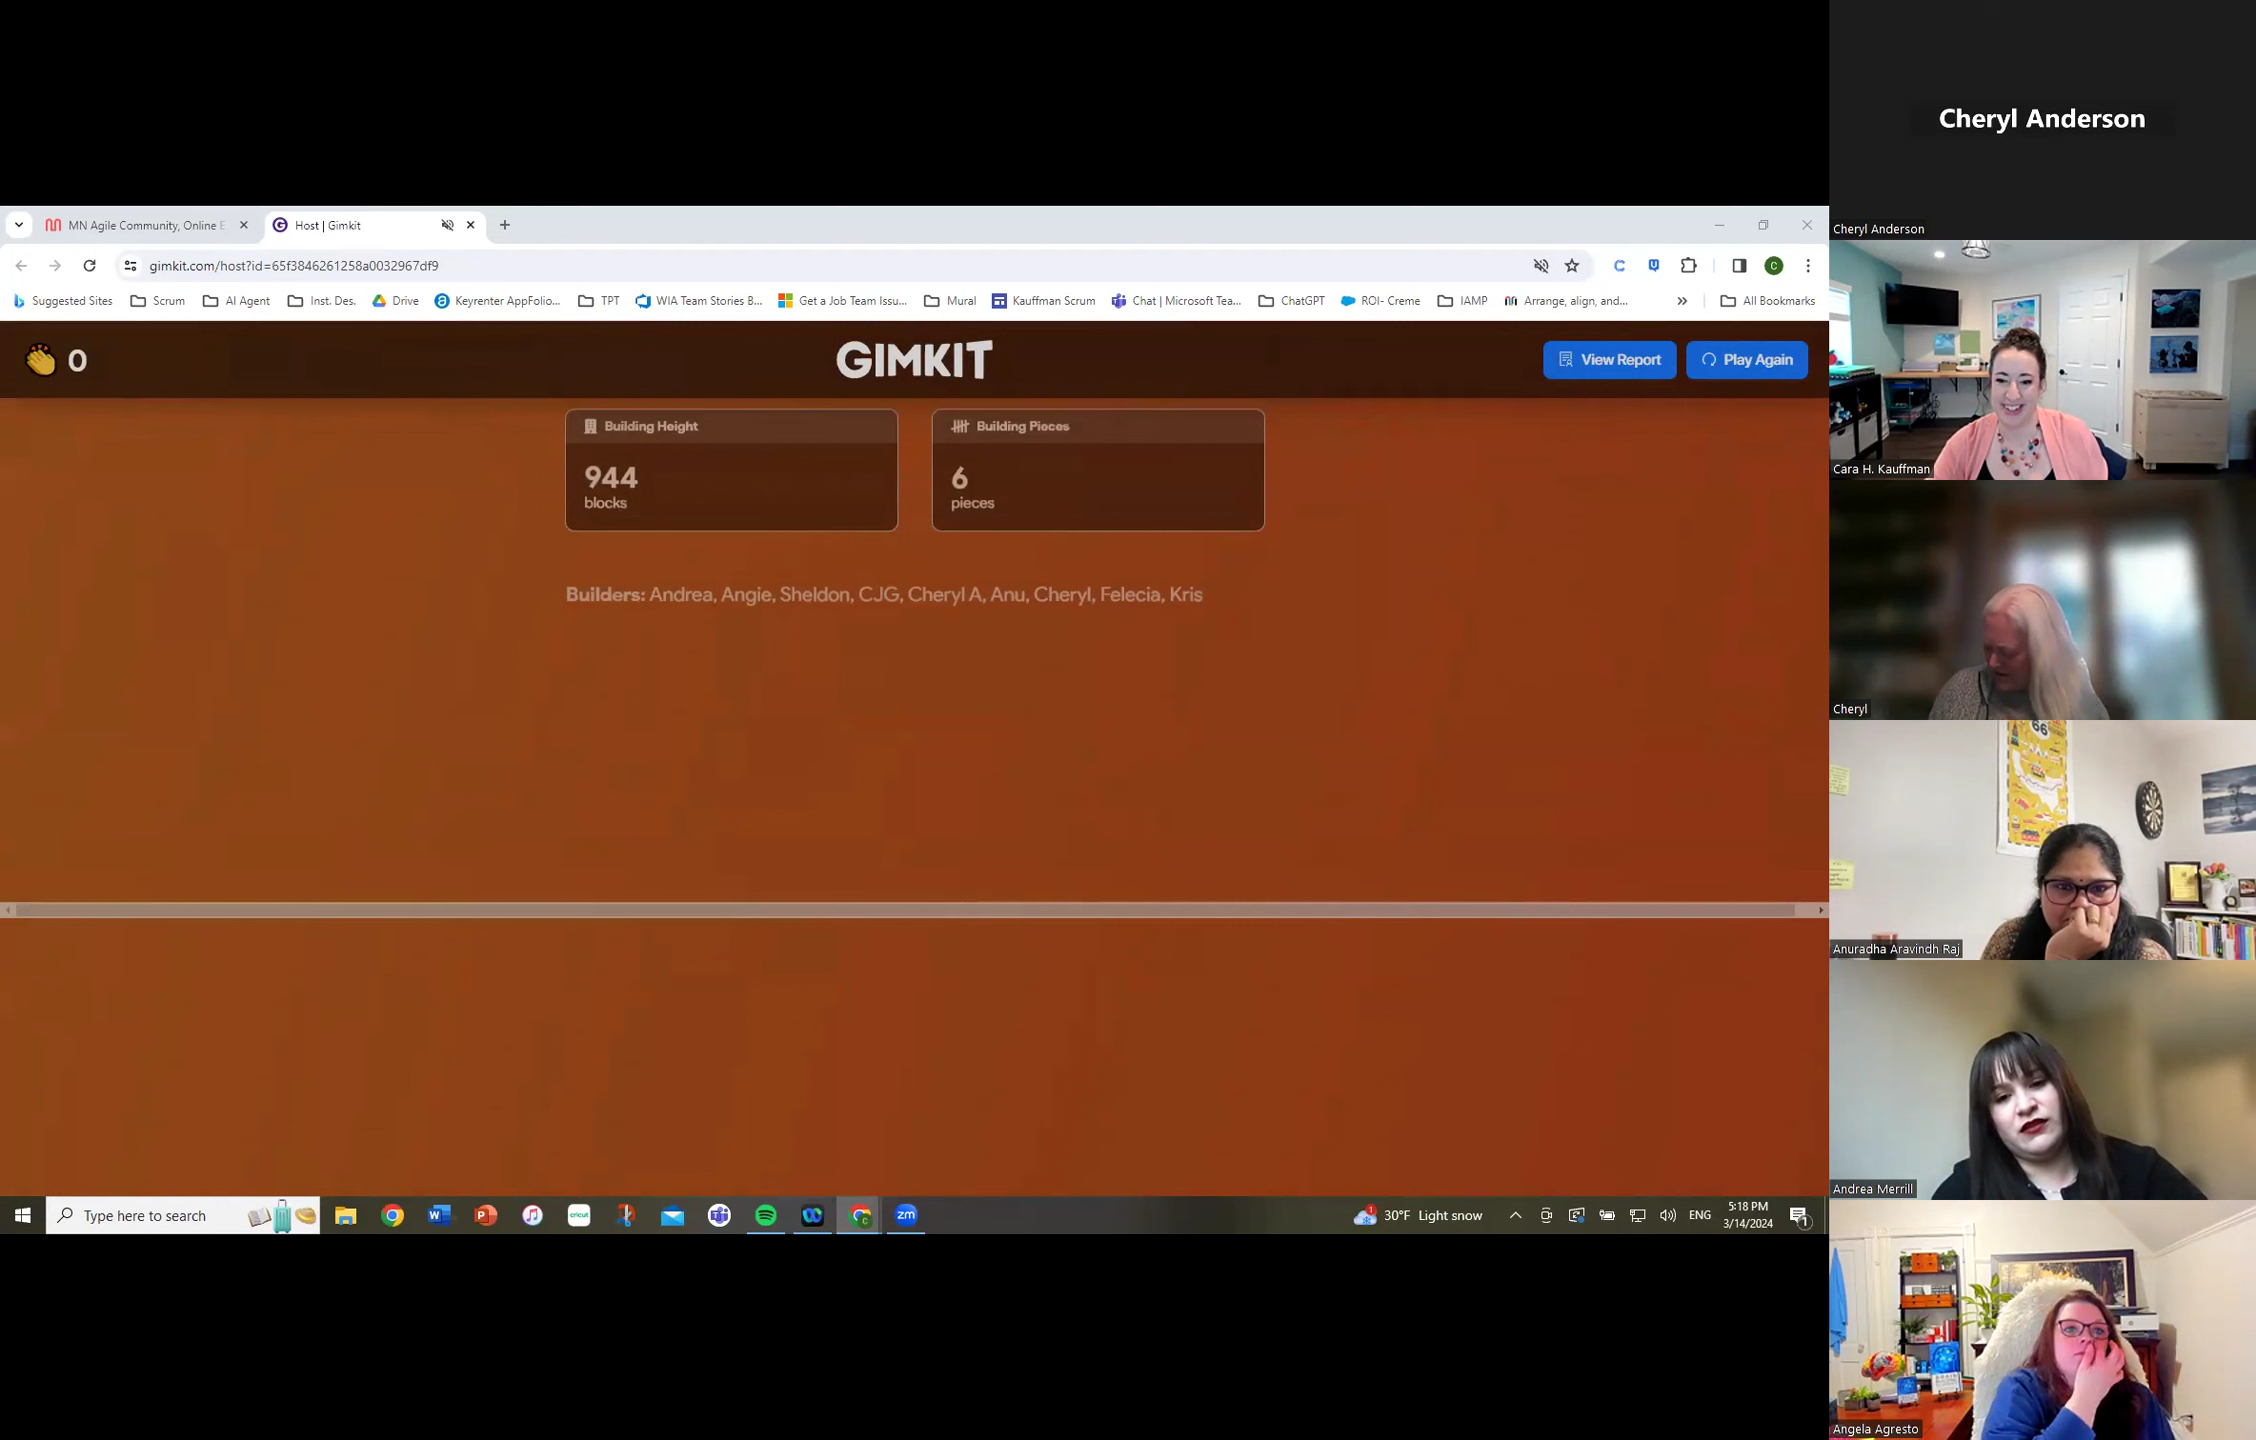 MN Agile Community, Online E
Host | Gimkit
gimkit.com/host?id=65f3846261258a0032967df9
C
Suggested Sites
Scrum
AI Agent
Inst. Des.
Drive
Keyrenter AppFolio...
TPT
WIA Team Stories B...
Get a Job Team Issu...
Mural
Kauffman Scrum
Chat | Microsoft Tea...
ChatGPT
ROI- Creme
IAMP
Arrange, align, and...
All Bookmarks
0
GIMKIT
View Report
Play Again
Building Height
944
blocks
Building Pieces
6
pieces
Builders: Andrea, Angie, Sheldon, CJG, Cheryl A, Anu, Cheryl, Felecia, Kris
Type here to search
cricut
zm
1
30°F Light snow
ENG
5:18 PM
3/14/2024
1
Cheryl Anderson
Cheryl Anderson
Cara H. Kauffman
Cheryl
66
Anuradha Aravindh Raj
Andrea Merrill
Angela Agresto